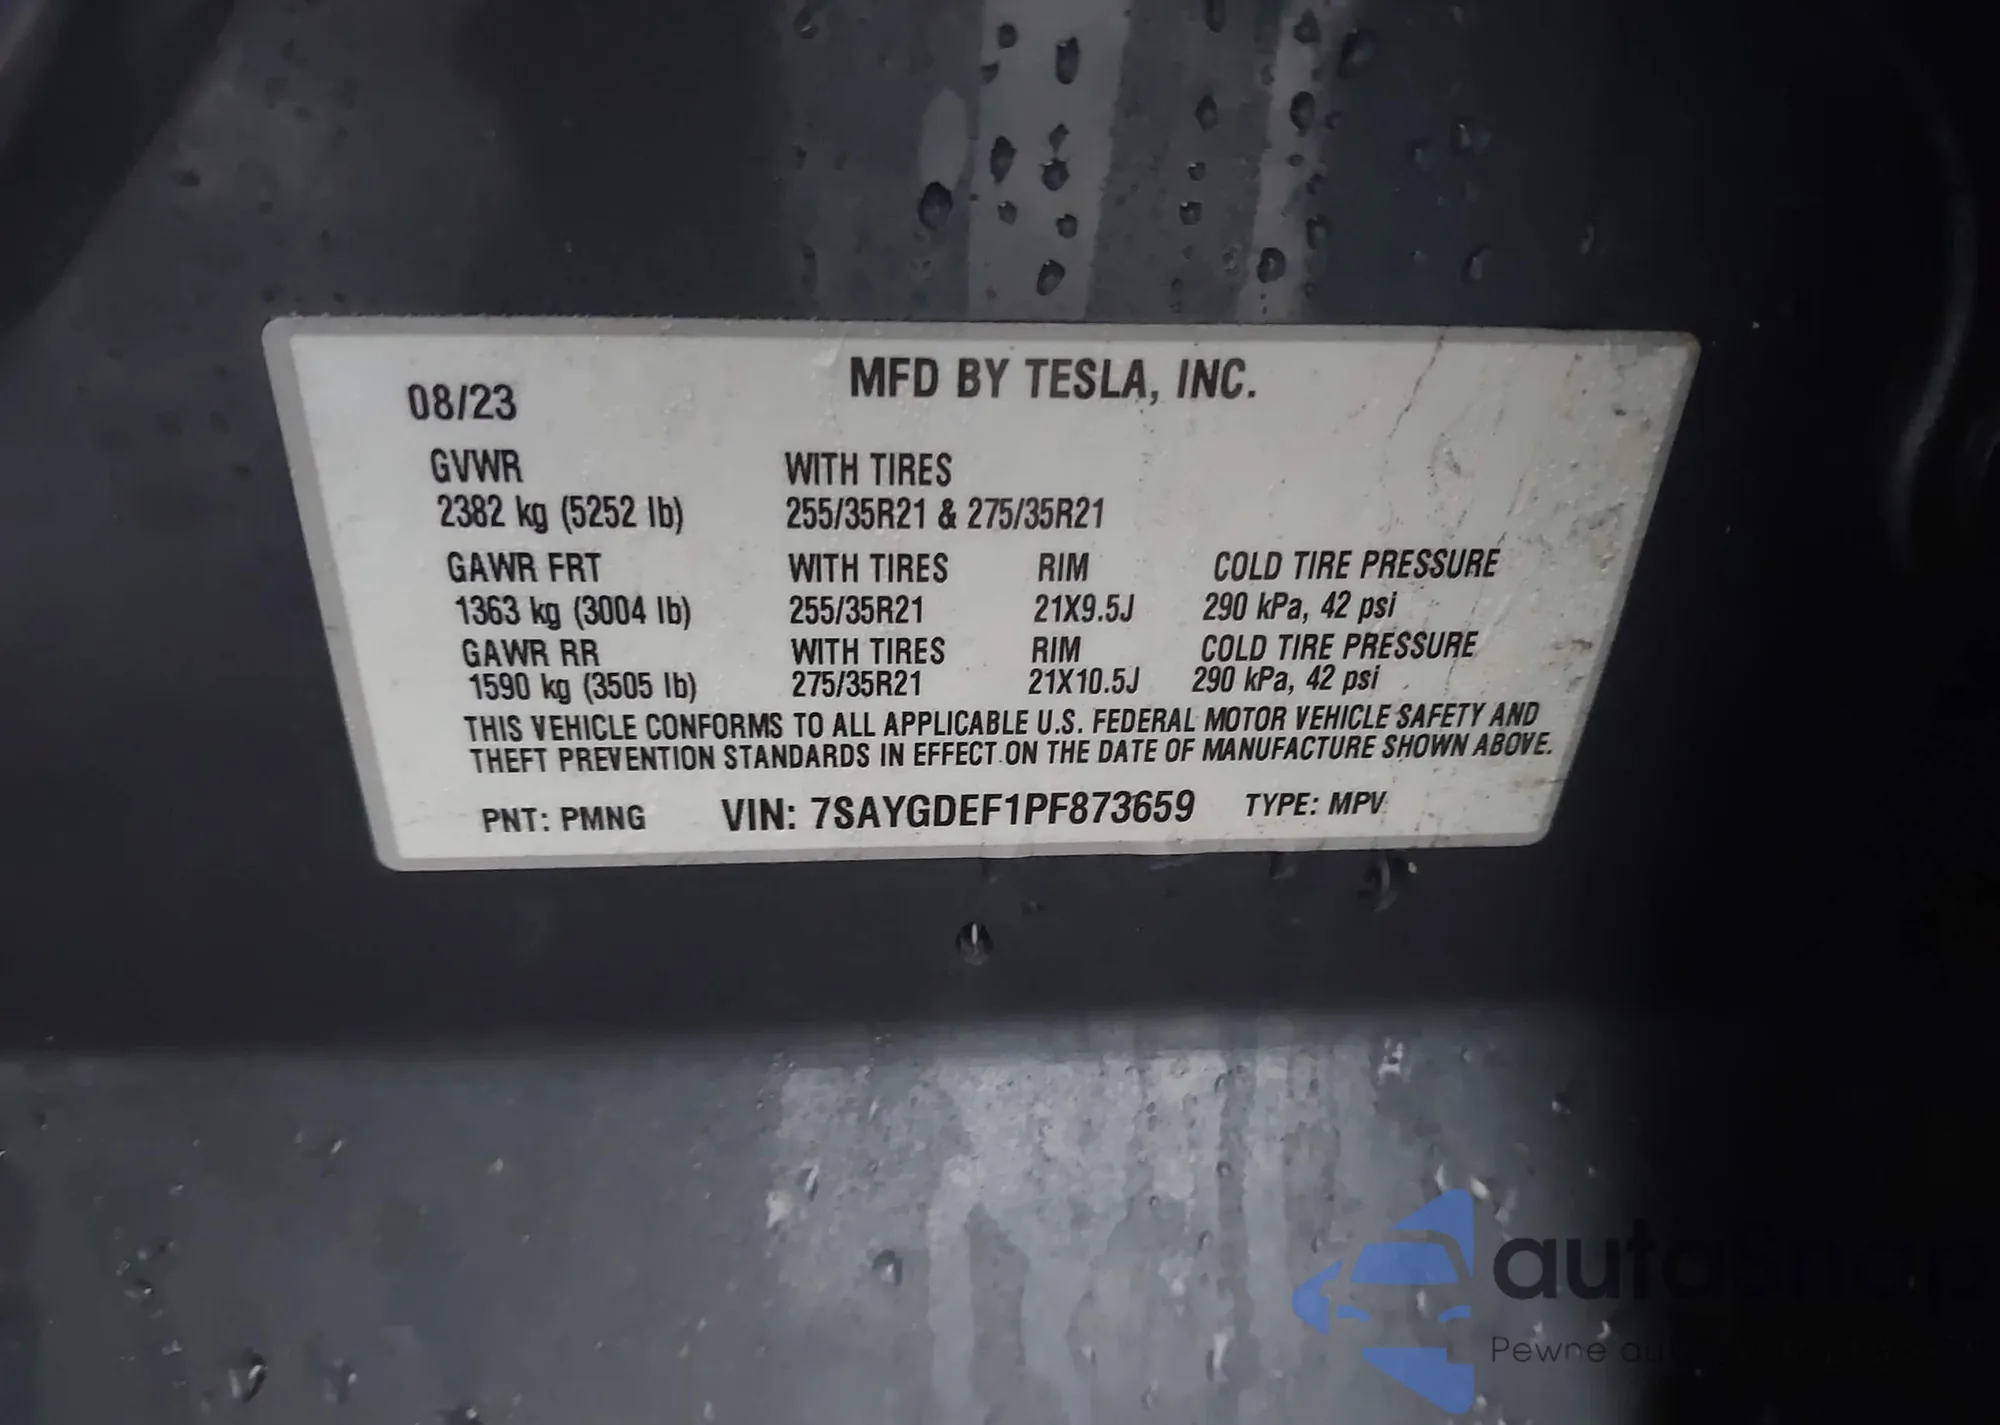 MFD BY TESLA, INC.
08/23
GVWR WITH TIRES
2382 kg (5252 lb) 255/35R21 & 275/35R21
GAWR FRT WITH TIRES RIM COLD TIRE PRESSURE
1363 kg (3004 lb) 255/35R21 21X9.5J 290 kPa, 42 psi
GAWR RR WITH TIRES RIM COLD TIRE PRESSURE
1590 kg (3505 lb) 275/35R21 21X10.5J 290 kPa, 42 psi
THIS VEHICLE CONFORMS TO ALL APPLICABLE U.S. FEDERAL MOTOR VEHICLE SAFETY AND
THEFT PREVENTION STANDARDS IN EFFECT ON THE DATE OF MANUFACTURE SHOWN ABOVE.
PNT: PMNG VIN: 7SAYGDEF1PF873659 TYPE: MPV
autoSnap
Pewne